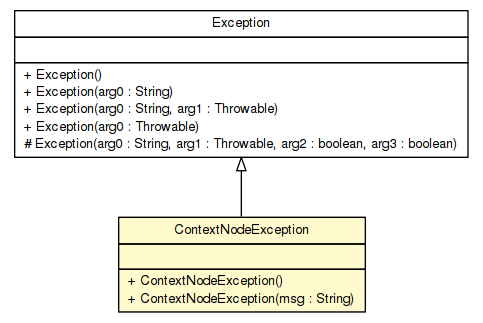 Exception
+ Exception()
+ Exception(arg0 : String)
+ Exception(arg0 : String, arg1 : Throwable)
+ Exception(arg0 : Throwable)
# Exception(arg0 : String, arg1 : Throwable, arg2 : boolean, arg3 : boolean)
ContextNodeException
+ ContextNodeException()
+ ContextNodeException(msg : String)